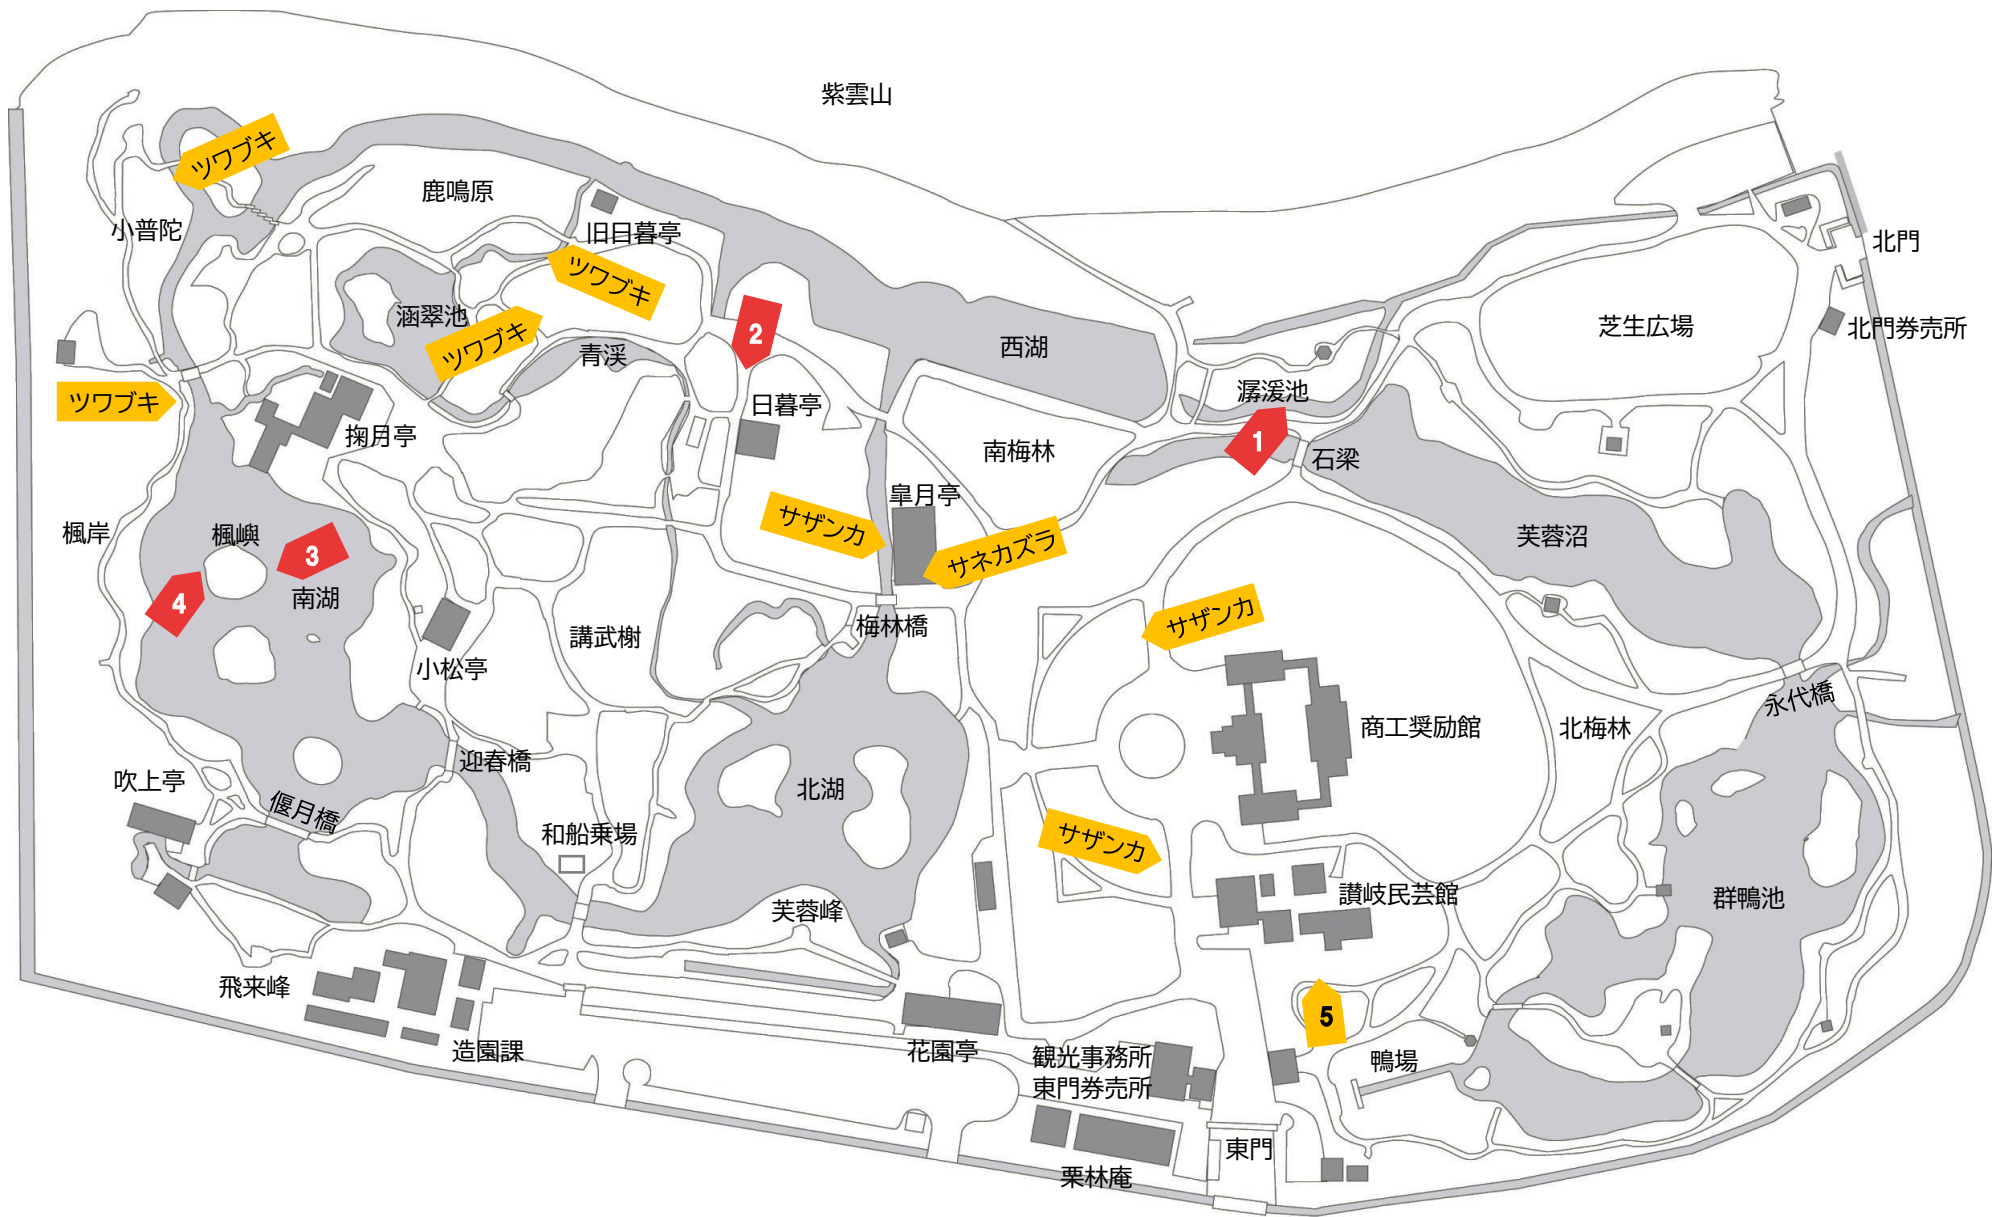 紫雲山
ツワブキ
鹿鳴原
小普陀
旧日暮亭
北門
ツワブキ
涵翠池
ツワブキ
青渓
2
西湖
芝生広場
北門券売所
ツワブキ
日暮亭
潺湲池
掬月亭
南梅林
1
石梁
皐月亭
楓岸
楓嶼
3
サザンカ
サネカズラ
芙蓉沼
4
南湖
サザンカ
講武榭
梅林橋
小松亭
永代橋
商工奨励館
北梅林
迎春橋
吹上亭
偃月橋
北湖
和船乗場
サザンカ
讃岐民芸館
群鴨池
芙蓉峰
飛来峰
5
造園課
花園亭
観光事務所
東門券売所
鴨場
東門
栗林庵